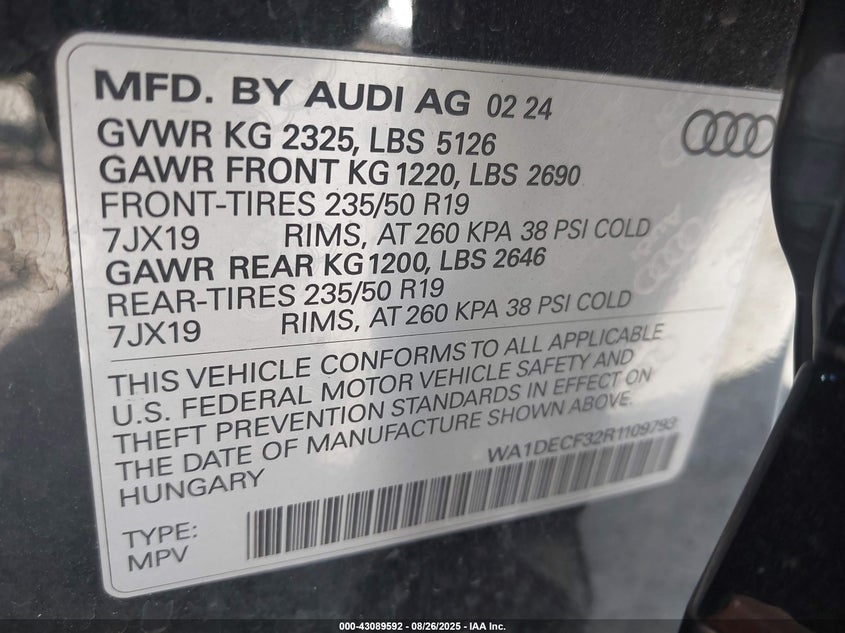 MFD. BY AUDI AG 02 24
GVWR KG 2325, LBS 5126
GAWR FRONT KG 1220, LBS 2690
FRONT-TIRES 235/50 R19
7JX19 RIMS, AT 260 KPA 38 PSI COLD
GAWR REAR KG 1200, LBS 2646
REAR-TIRES 235/50 R19
7JX19 RIMS, AT 260 KPA 38 PSI COLD
THIS VEHICLE CONFORMS TO ALL APPLICABLE
U.S. FEDERAL MOTOR VEHICLE SAFETY AND
THEFT PREVENTION STANDARDS IN EFFECT ON
THE DATE OF MANUFACTURE SHOWN ABOVE.
HUNGARY
WA1DECF32R1109793
TYPE:
MPV
000-43089592 - 08/26/2025 - IAA Inc.